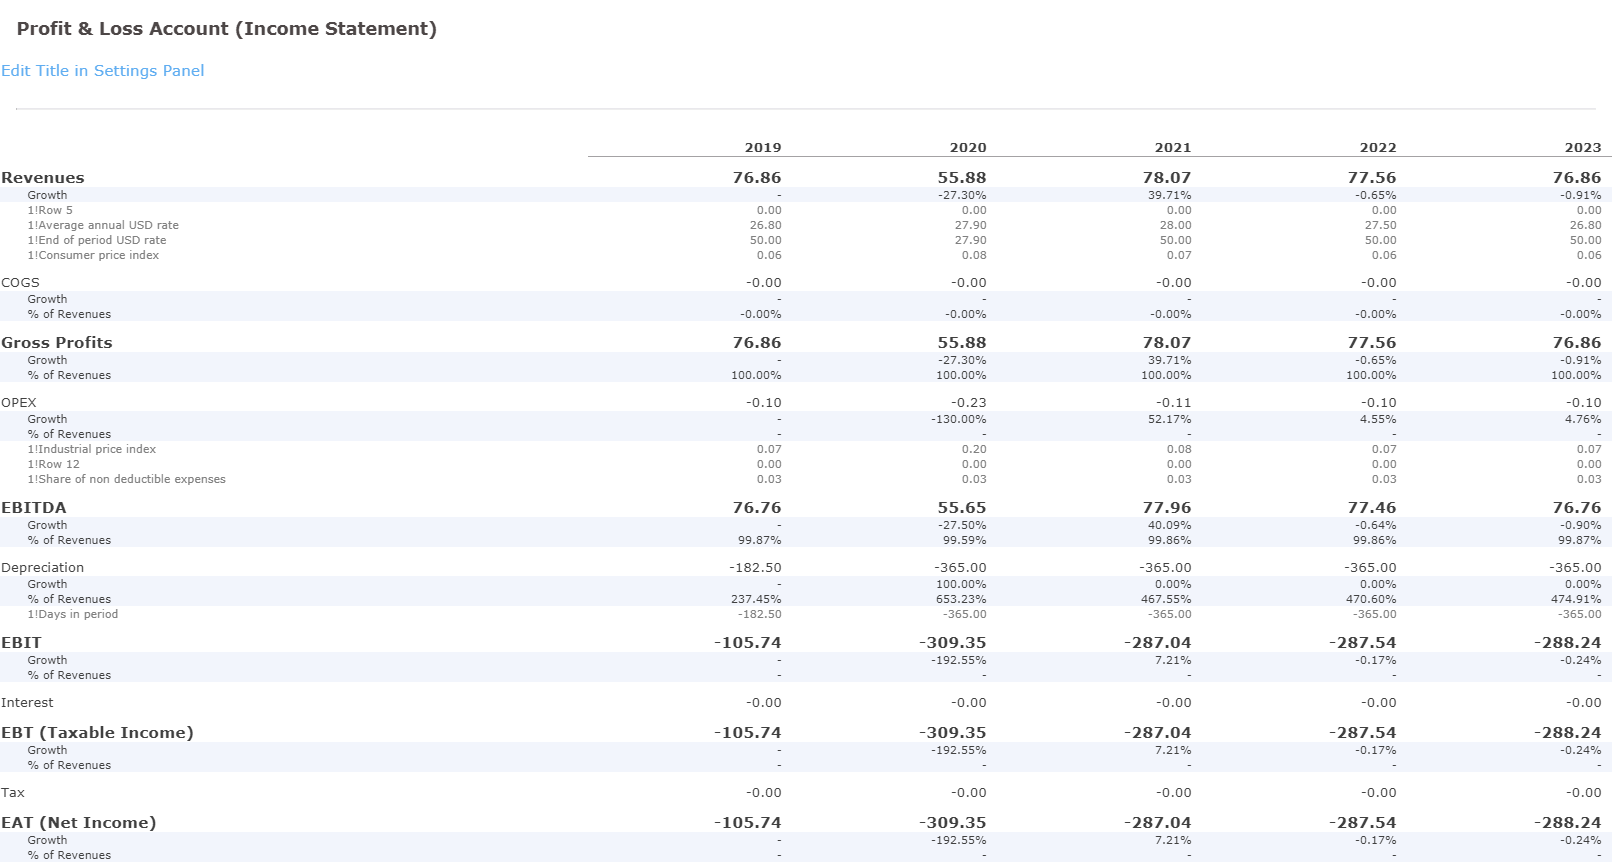 Profit & Loss Account (Income Statement)
Edit Title in Settings Panel
2019 2020 2021 2022 2023
Revenues 76.86 55.88 78.07 77.56 76.86
Growth - -27.30% 39.71% -0.65% -0.91%
1!Row 5 0.00 0.00 0.00 0.00 0.00
1!Average annual USD rate 26.80 27.90 28.00 27.50 26.80
1!End of period USD rate 50.00 27.90 50.00 50.00 50.00
1!Consumer price index 0.06 0.08 0.07 0.06 0.06
COGS -0.00 -0.00 -0.00 -0.00 -0.00
Growth - - - - -
% of Revenues -0.00% -0.00% -0.00% -0.00% -0.00%
Gross Profits 76.86 55.88 78.07 77.56 76.86
Growth - -27.30% 39.71% -0.65% -0.91%
% of Revenues 100.00% 100.00% 100.00% 100.00% 100.00%
OPEX -0.10 -0.23 -0.11 -0.10 -0.10
Growth - -130.00% 52.17% 4.55% 4.76%
% of Revenues - - - - -
1!Industrial price index 0.07 0.20 0.08 0.07 0.07
1!Row 12 0.00 0.00 0.00 0.00 0.00
1!Share of non deductible expenses 0.03 0.03 0.03 0.03 0.03
EBITDA 76.76 55.65 77.96 77.46 76.76
Growth - -27.50% 40.09% -0.64% -0.90%
% of Revenues 99.87% 99.59% 99.86% 99.86% 99.87%
Depreciation -182.50 -365.00 -365.00 -365.00 -365.00
Growth - 100.00% 0.00% 0.00% 0.00%
% of Revenues 237.45% 653.23% 467.55% 470.60% 474.91%
1!Days in period -182.50 -365.00 -365.00 -365.00 -365.00
EBIT -105.74 -309.35 -287.04 -287.54 -288.24
Growth - -192.55% 7.21% -0.17% -0.24%
% of Revenues - - - - -
Interest -0.00 -0.00 -0.00 -0.00 -0.00
EBT (Taxable Income) -105.74 -309.35 -287.04 -287.54 -288.24
Growth - -192.55% 7.21% -0.17% -0.24%
% of Revenues - - - - -
Tax -0.00 -0.00 -0.00 -0.00 -0.00
EAT (Net Income) -105.74 -309.35 -287.04 -287.54 -288.24
Growth - -192.55% 7.21% -0.17% -0.24%
% of Revenues - - - - -